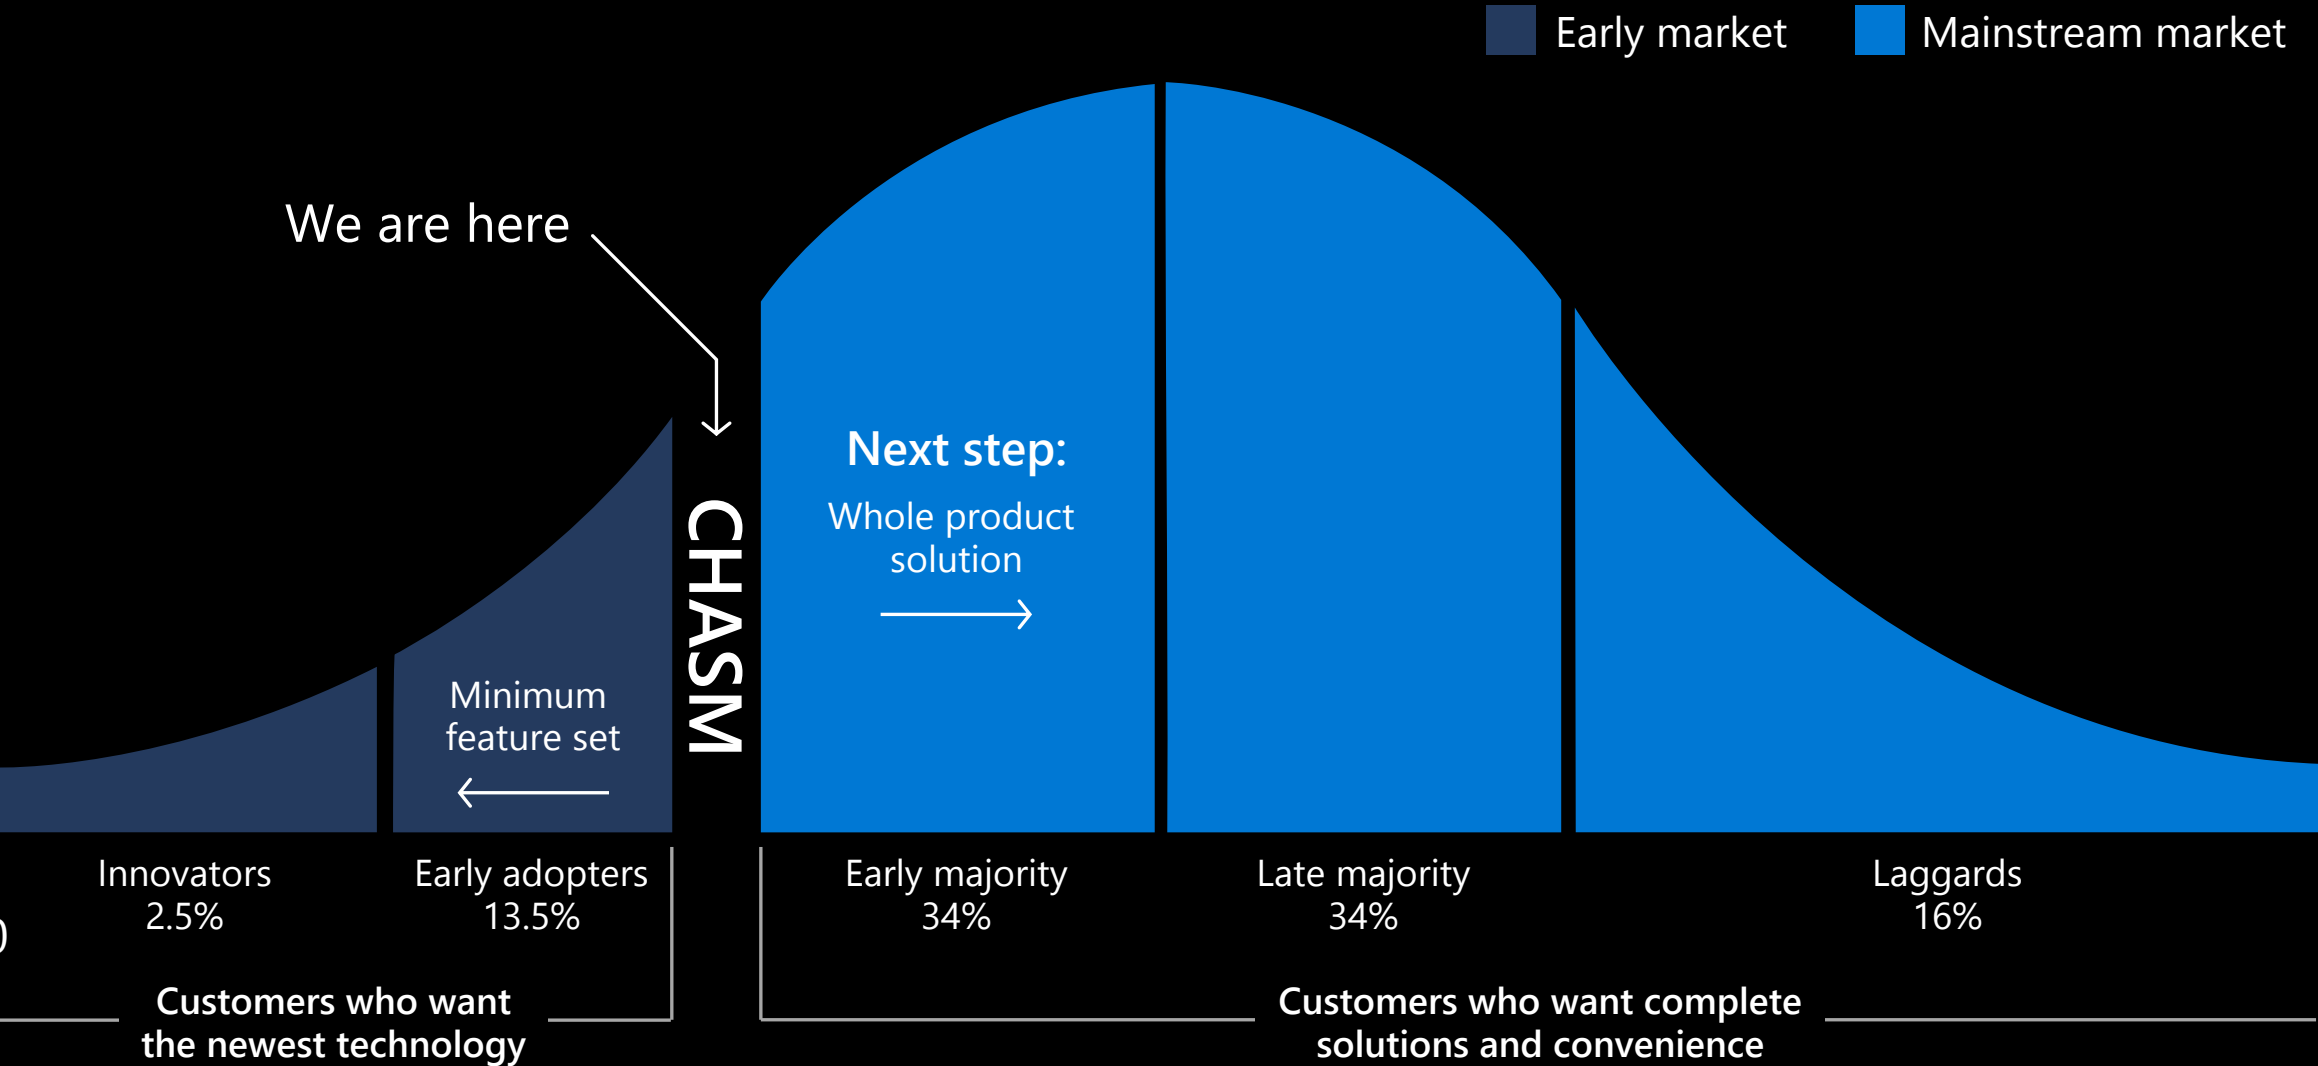 Early market
Mainstream market
We are here
CHASM
Next step:
Whole product
solution
Minimum
feature set
Innovators
2.5%
Early adopters
13.5%
Early majority
34%
Late majority
34%
Laggards
16%
Customers who want
the newest technology
Customers who want complete
solutions and convenience